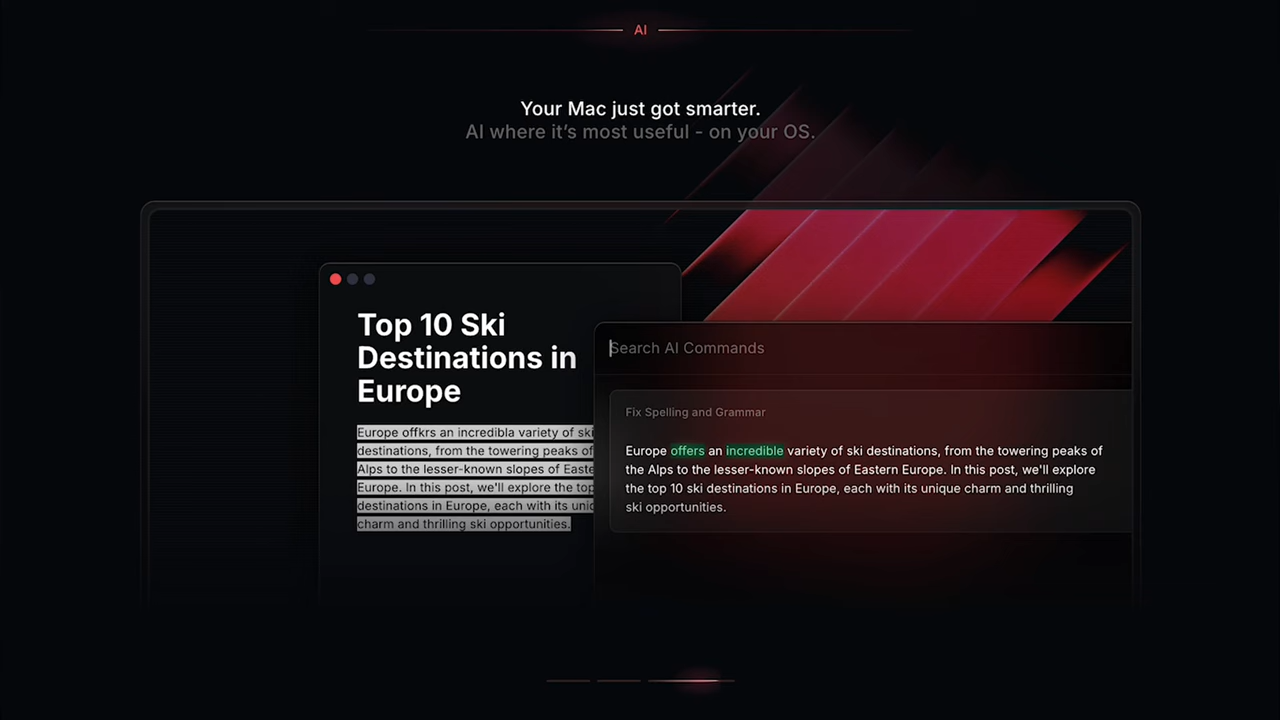 AI
Your Mac just got smarter.
AI where it's most useful - on your OS.
Top 10 Ski
Destinations in
Europe
Europe offkrs an incredibla variety of ski
destinations, from the towering peaks of
Alps to the lesser-known slopes of Easte
Europe. In this post, we'll explore the top
destinations in Europe, each with its uniq
charm and thrilling ski opportunities.
Search AI Commands
Fix Spelling and Grammar
Europe offers an incredible variety of ski destinations, from the towering peaks of
the Alps to the lesser-known slopes of Eastern Europe. In this post, we'll explore
the top 10 ski destinations in Europe, each with its unique charm and thrilling
ski opportunities.